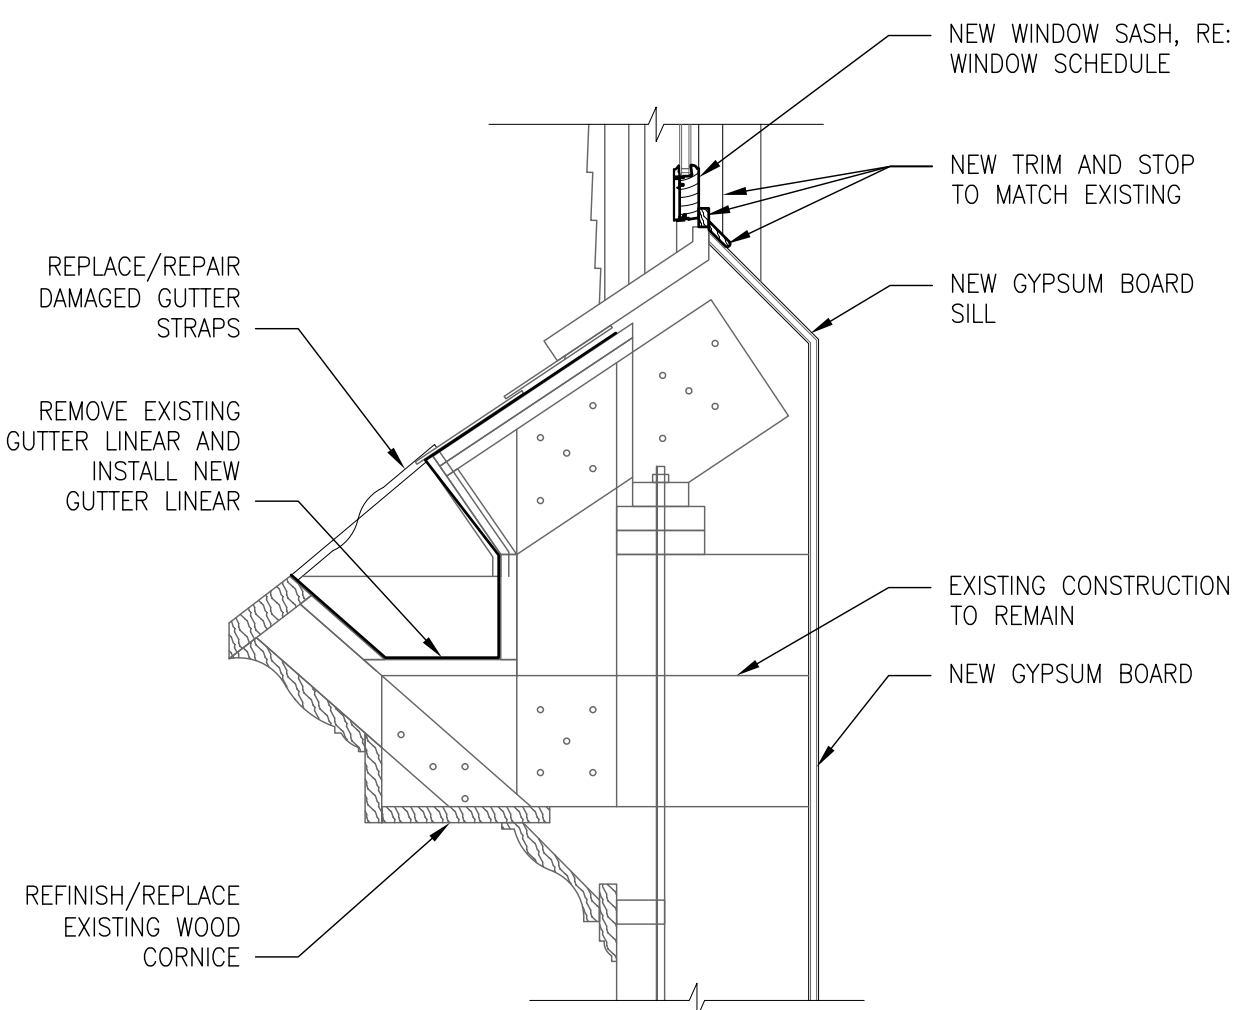 NEW WINDOW SASH, RE:
WINDOW SCHEDULE
NEW TRIM AND STOP
TO MATCH EXISTING
REPLACE/REPAIR
DAMAGED GUTTER
STRAPS
NEW GYPSUM BOARD
SILL
REMOVE EXISTING
GUTTER LINEAR AND
INSTALL NEW
GUTTER LINEAR
EXISTING CONSTRUCTION
TO REMAIN
NEW GYPSUM BOARD
REFINISH/REPLACE
EXISTING WOOD
CORNICE